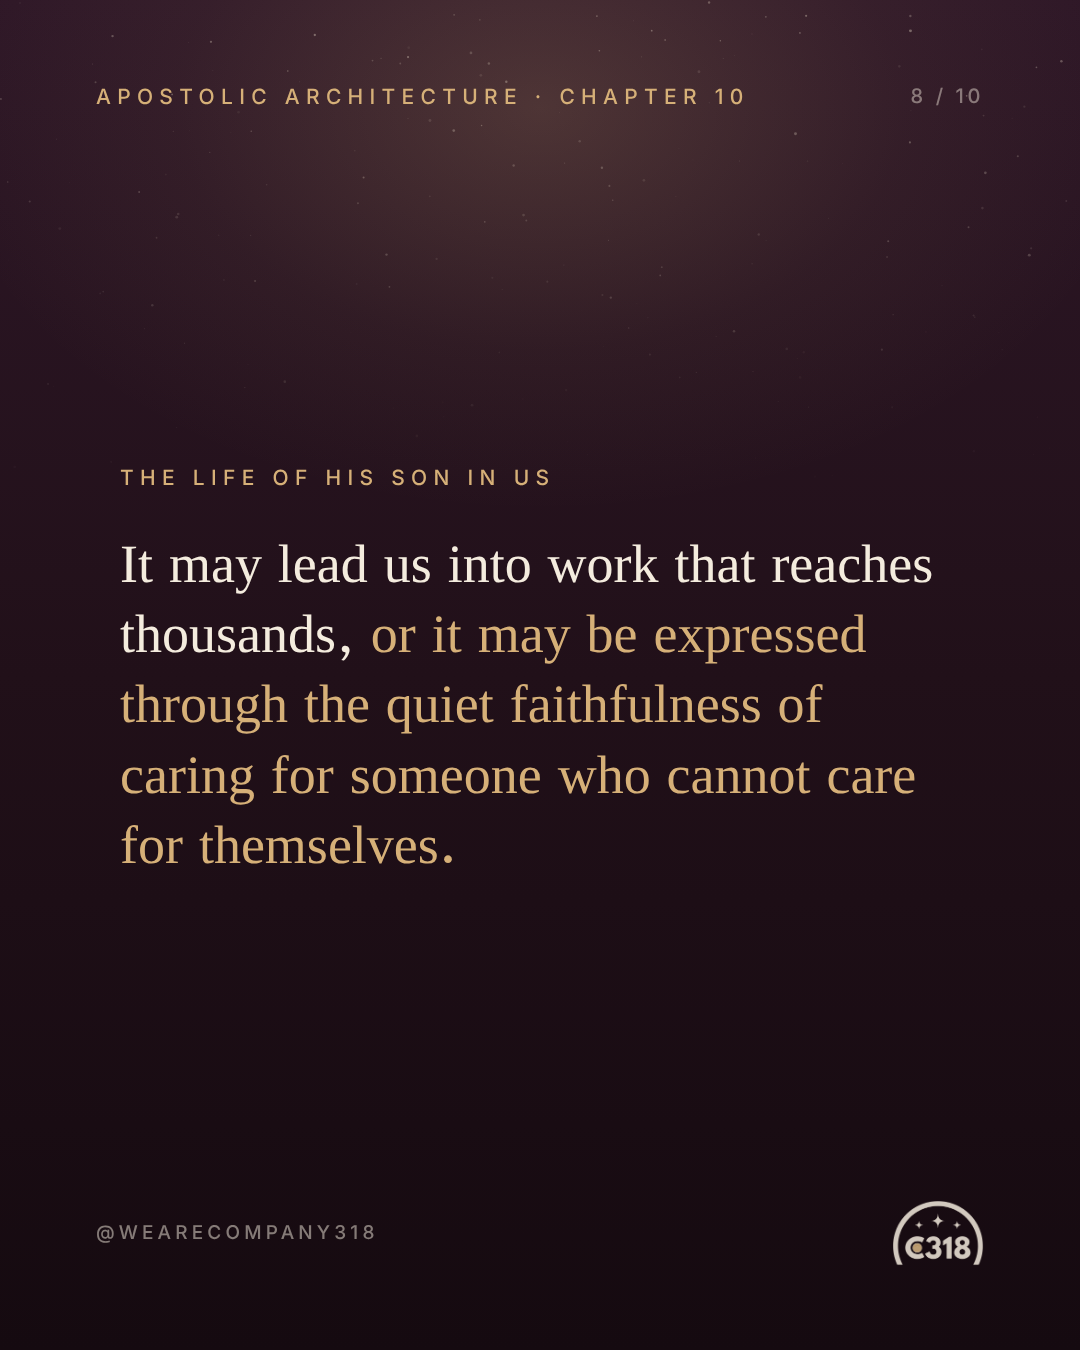 APOSTOLIC ARCHITECTURE · CHAPTER 10
8 / 10
THE LIFE OF HIS SON IN US
It may lead us into work that reaches
thousands, or it may be expressed
through the quiet faithfulness of
caring for someone who cannot care
for themselves.
@WEARECOMPANY318
C318